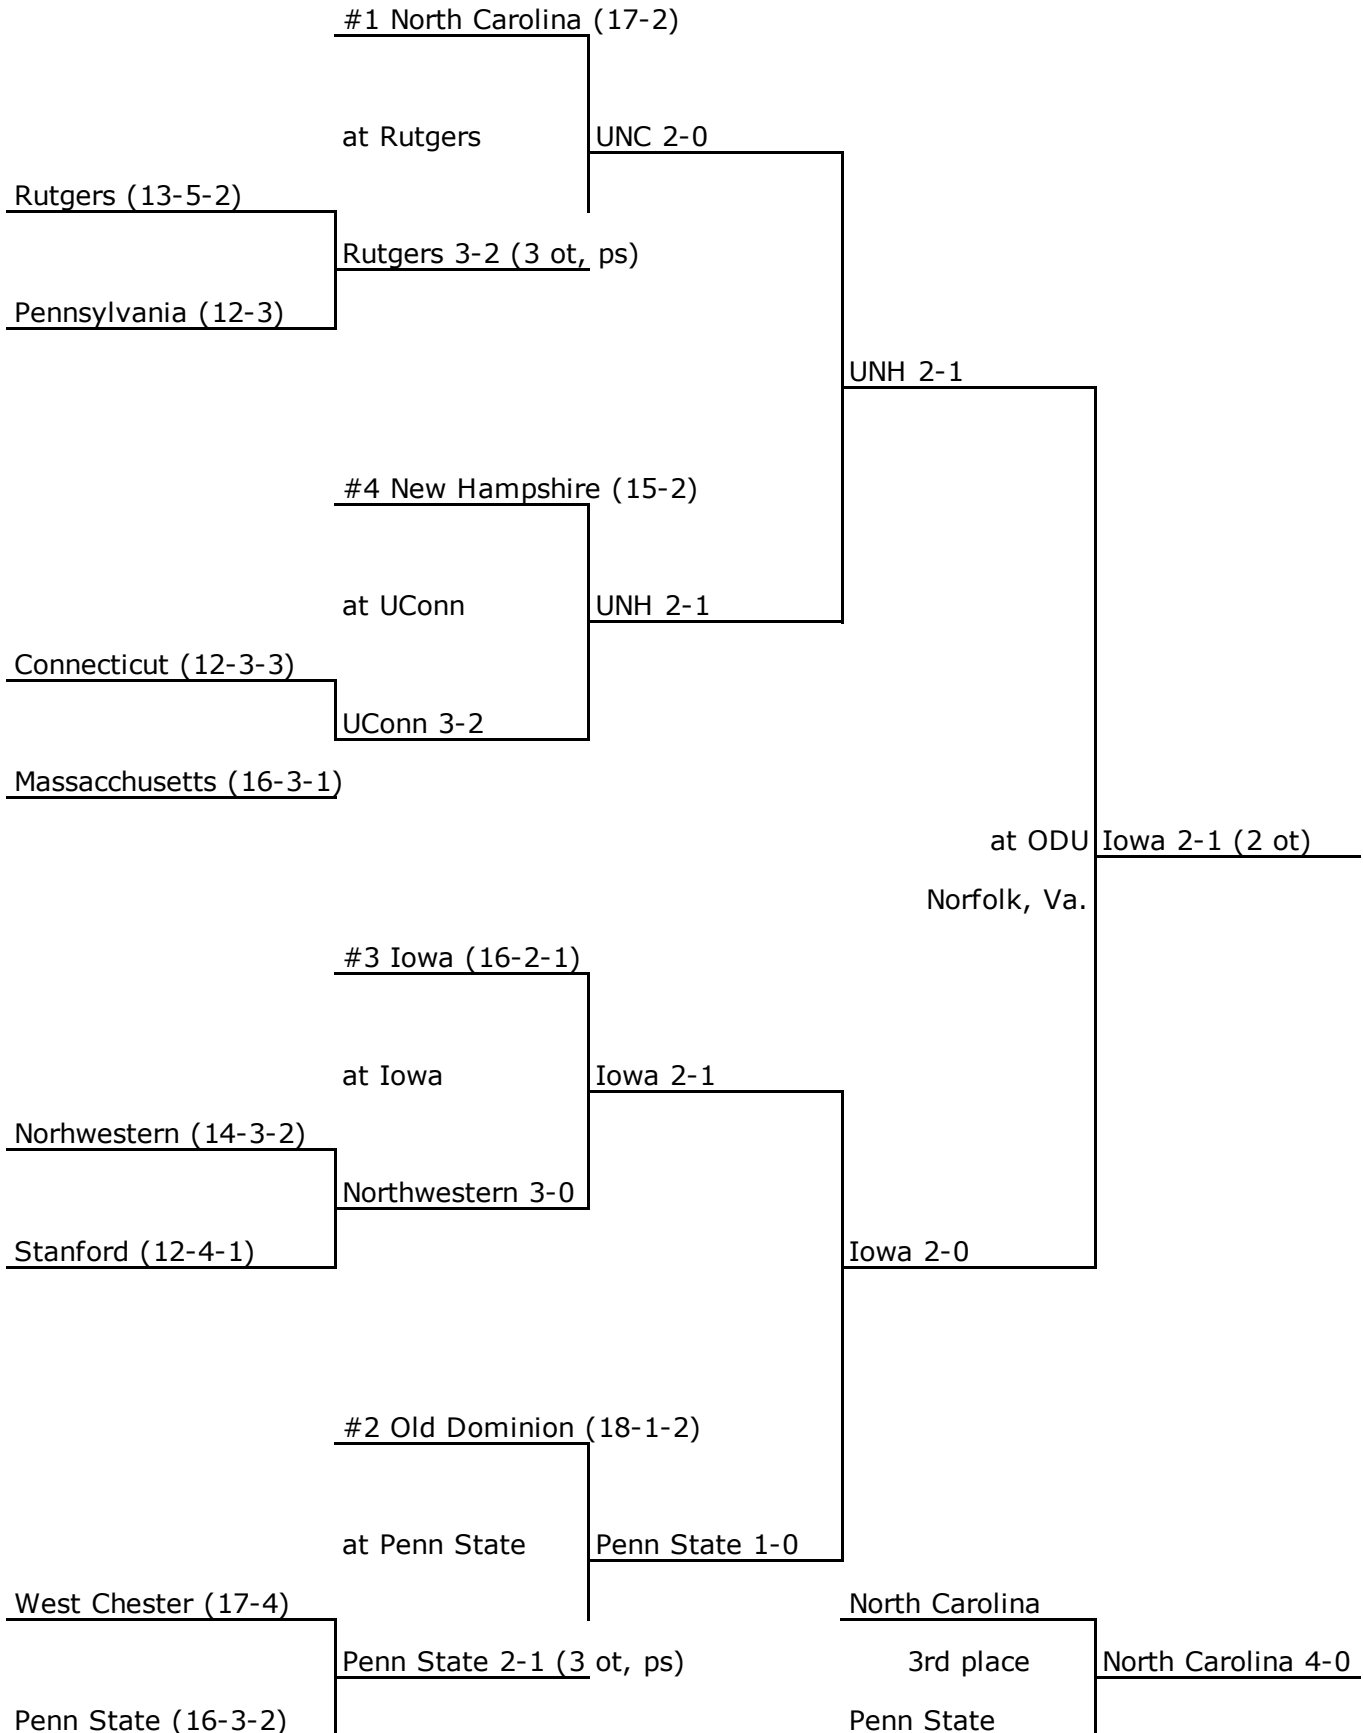 #1 North Carolina (17-2)
at Rutgers
UNC 2-0
Rutgers (13-5-2)
Rutgers 3-2 (3 ot, ps)
Pennsylvania (12-3)
UNH 2-1
#4 New Hampshire (15-2)
at UConn
UNH 2-1
Connecticut (12-3-3)
UConn 3-2
Massacchusetts (16-3-1)
at ODU
Iowa 2-1 (2 ot)
Norfolk, Va.
#3 Iowa (16-2-1)
at Iowa
Iowa 2-1
Norhwestern (14-3-2)
Northwestern 3-0
Stanford (12-4-1)
Iowa 2-0
#2 Old Dominion (18-1-2)
at Penn State
Penn State 1-0
West Chester (17-4)
North Carolina
Penn State 2-1 (3 ot, ps)
3rd place
North Carolina 4-0
Penn State (16-3-2)
Penn State